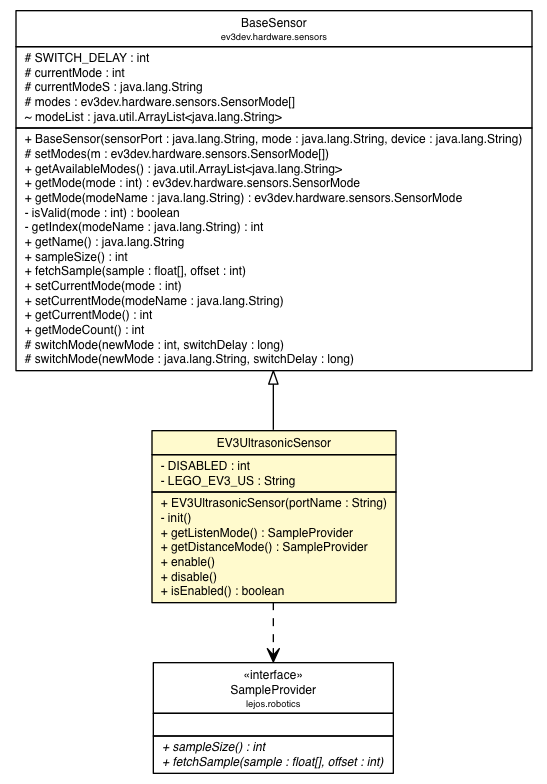 BaseSensor
ev3dev.hardware.sensors
# SWITCH_DELAY : int
# currentMode : int
# currentModeS : java.lang.String
# modes : ev3dev.hardware.sensors.SensorMode[]
~ modeList : java.util.ArrayList<java.lang.String>
+ BaseSensor(sensorPort : java.lang.String, mode : java.lang.String, device : java.lang.String)
# setModes(m : ev3dev.hardware.sensors.SensorMode[])
+ getAvailableModes() : java.util.ArrayList<java.lang.String>
+ getMode(mode : int) : ev3dev.hardware.sensors.SensorMode
+ getMode(modeName : java.lang.String) : ev3dev.hardware.sensors.SensorMode
- isValid(mode : int) : boolean
- getIndex(modeName : java.lang.String) : int
+ getName() : java.lang.String
+ sampleSize() : int
+ fetchSample(sample : float[], offset : int)
+ setCurrentMode(mode : int)
+ setCurrentMode(modeName : java.lang.String)
+ getCurrentMode() : int
+ getModeCount() : int
# switchMode(newMode : int, switchDelay : long)
# switchMode(newMode : java.lang.String, switchDelay : long)
EV3UltrasonicSensor
- DISABLED : int
- LEGO_EV3_US : String
+ EV3UltrasonicSensor(portName : String)
- init()
+ getListenMode() : SampleProvider
+ getDistanceMode() : SampleProvider
+ enable()
+ disable()
+ isEnabled() : boolean
«interface»
SampleProvider
lejos.robotics
+ sampleSize() : int
+ fetchSample(sample : float[], offset : int)